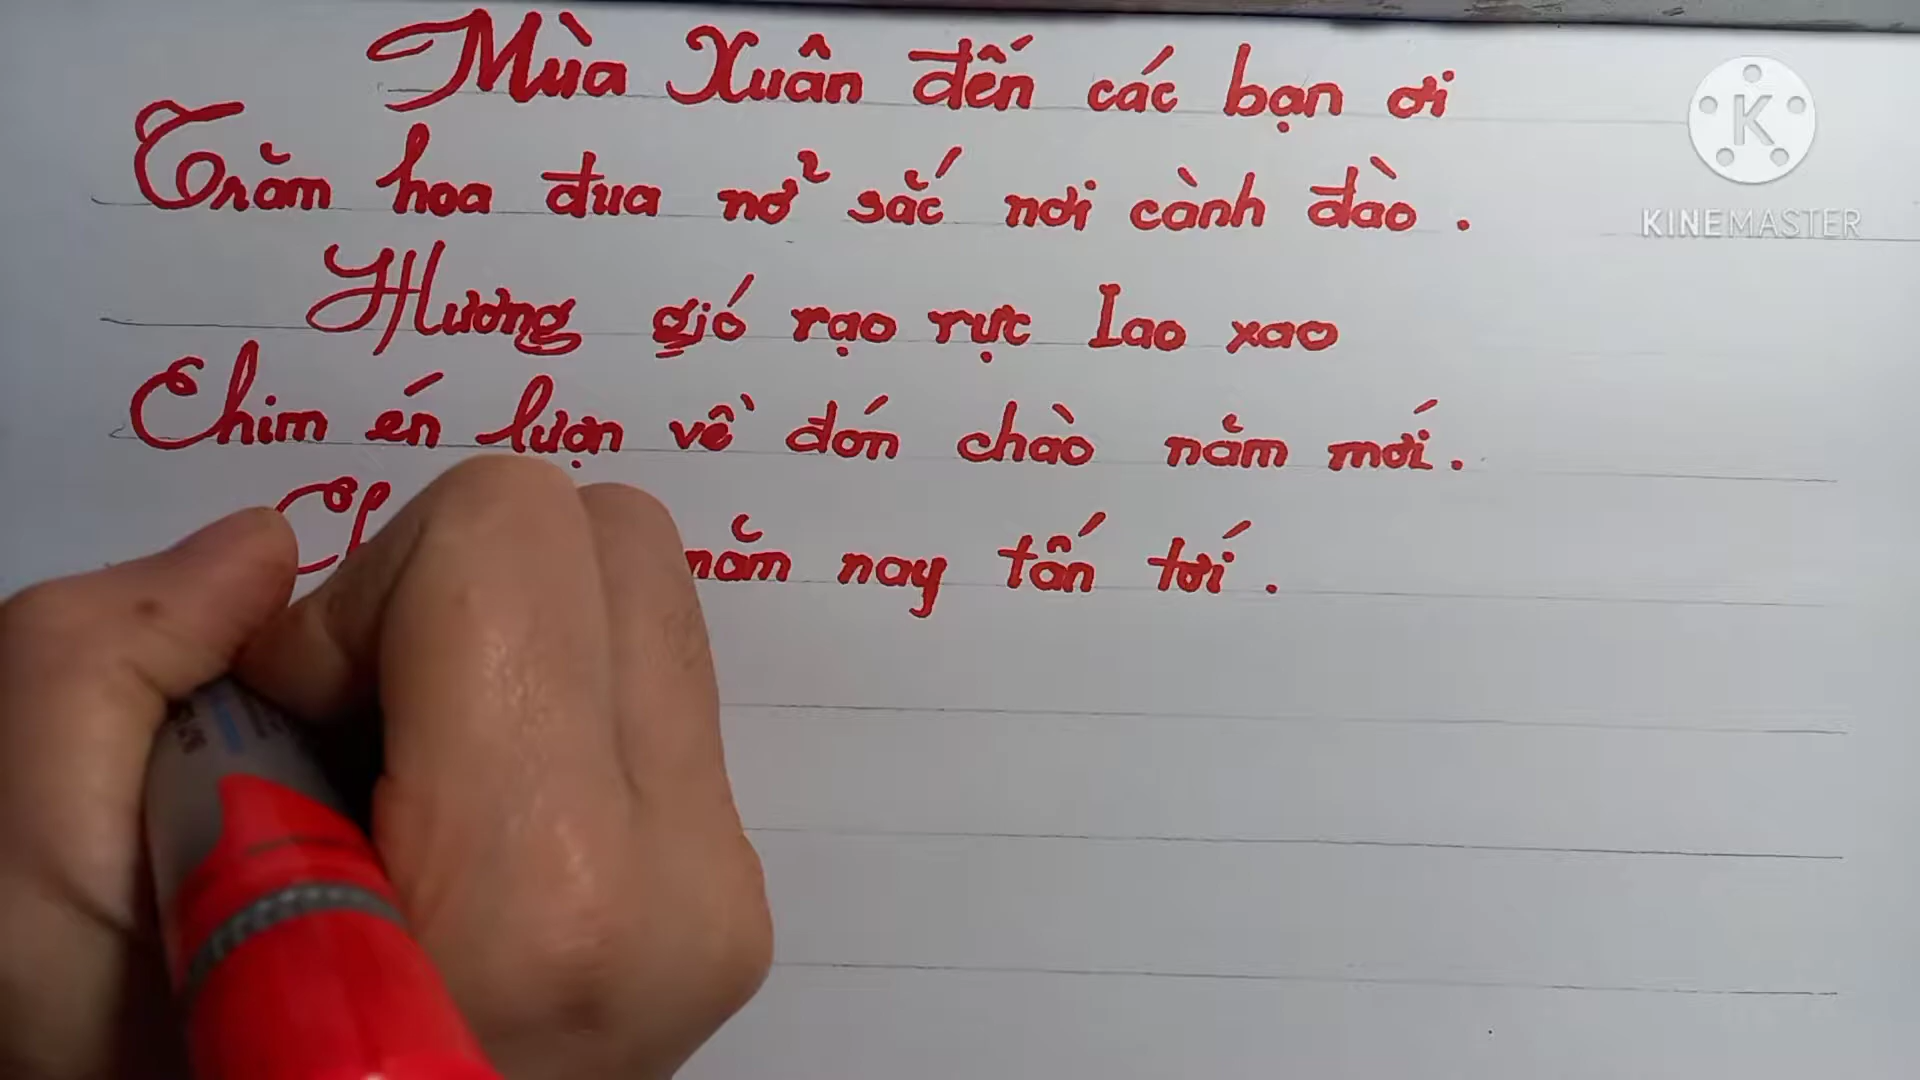 Mùa Xuân đến các bạn ơi
Trăm hoa đua nở sắc nơi cành đào.
Hương gió rạo rực lao xao
Chim én lượn về đón chào năm mới.
năm nay tấn tới.
KINEMASTER